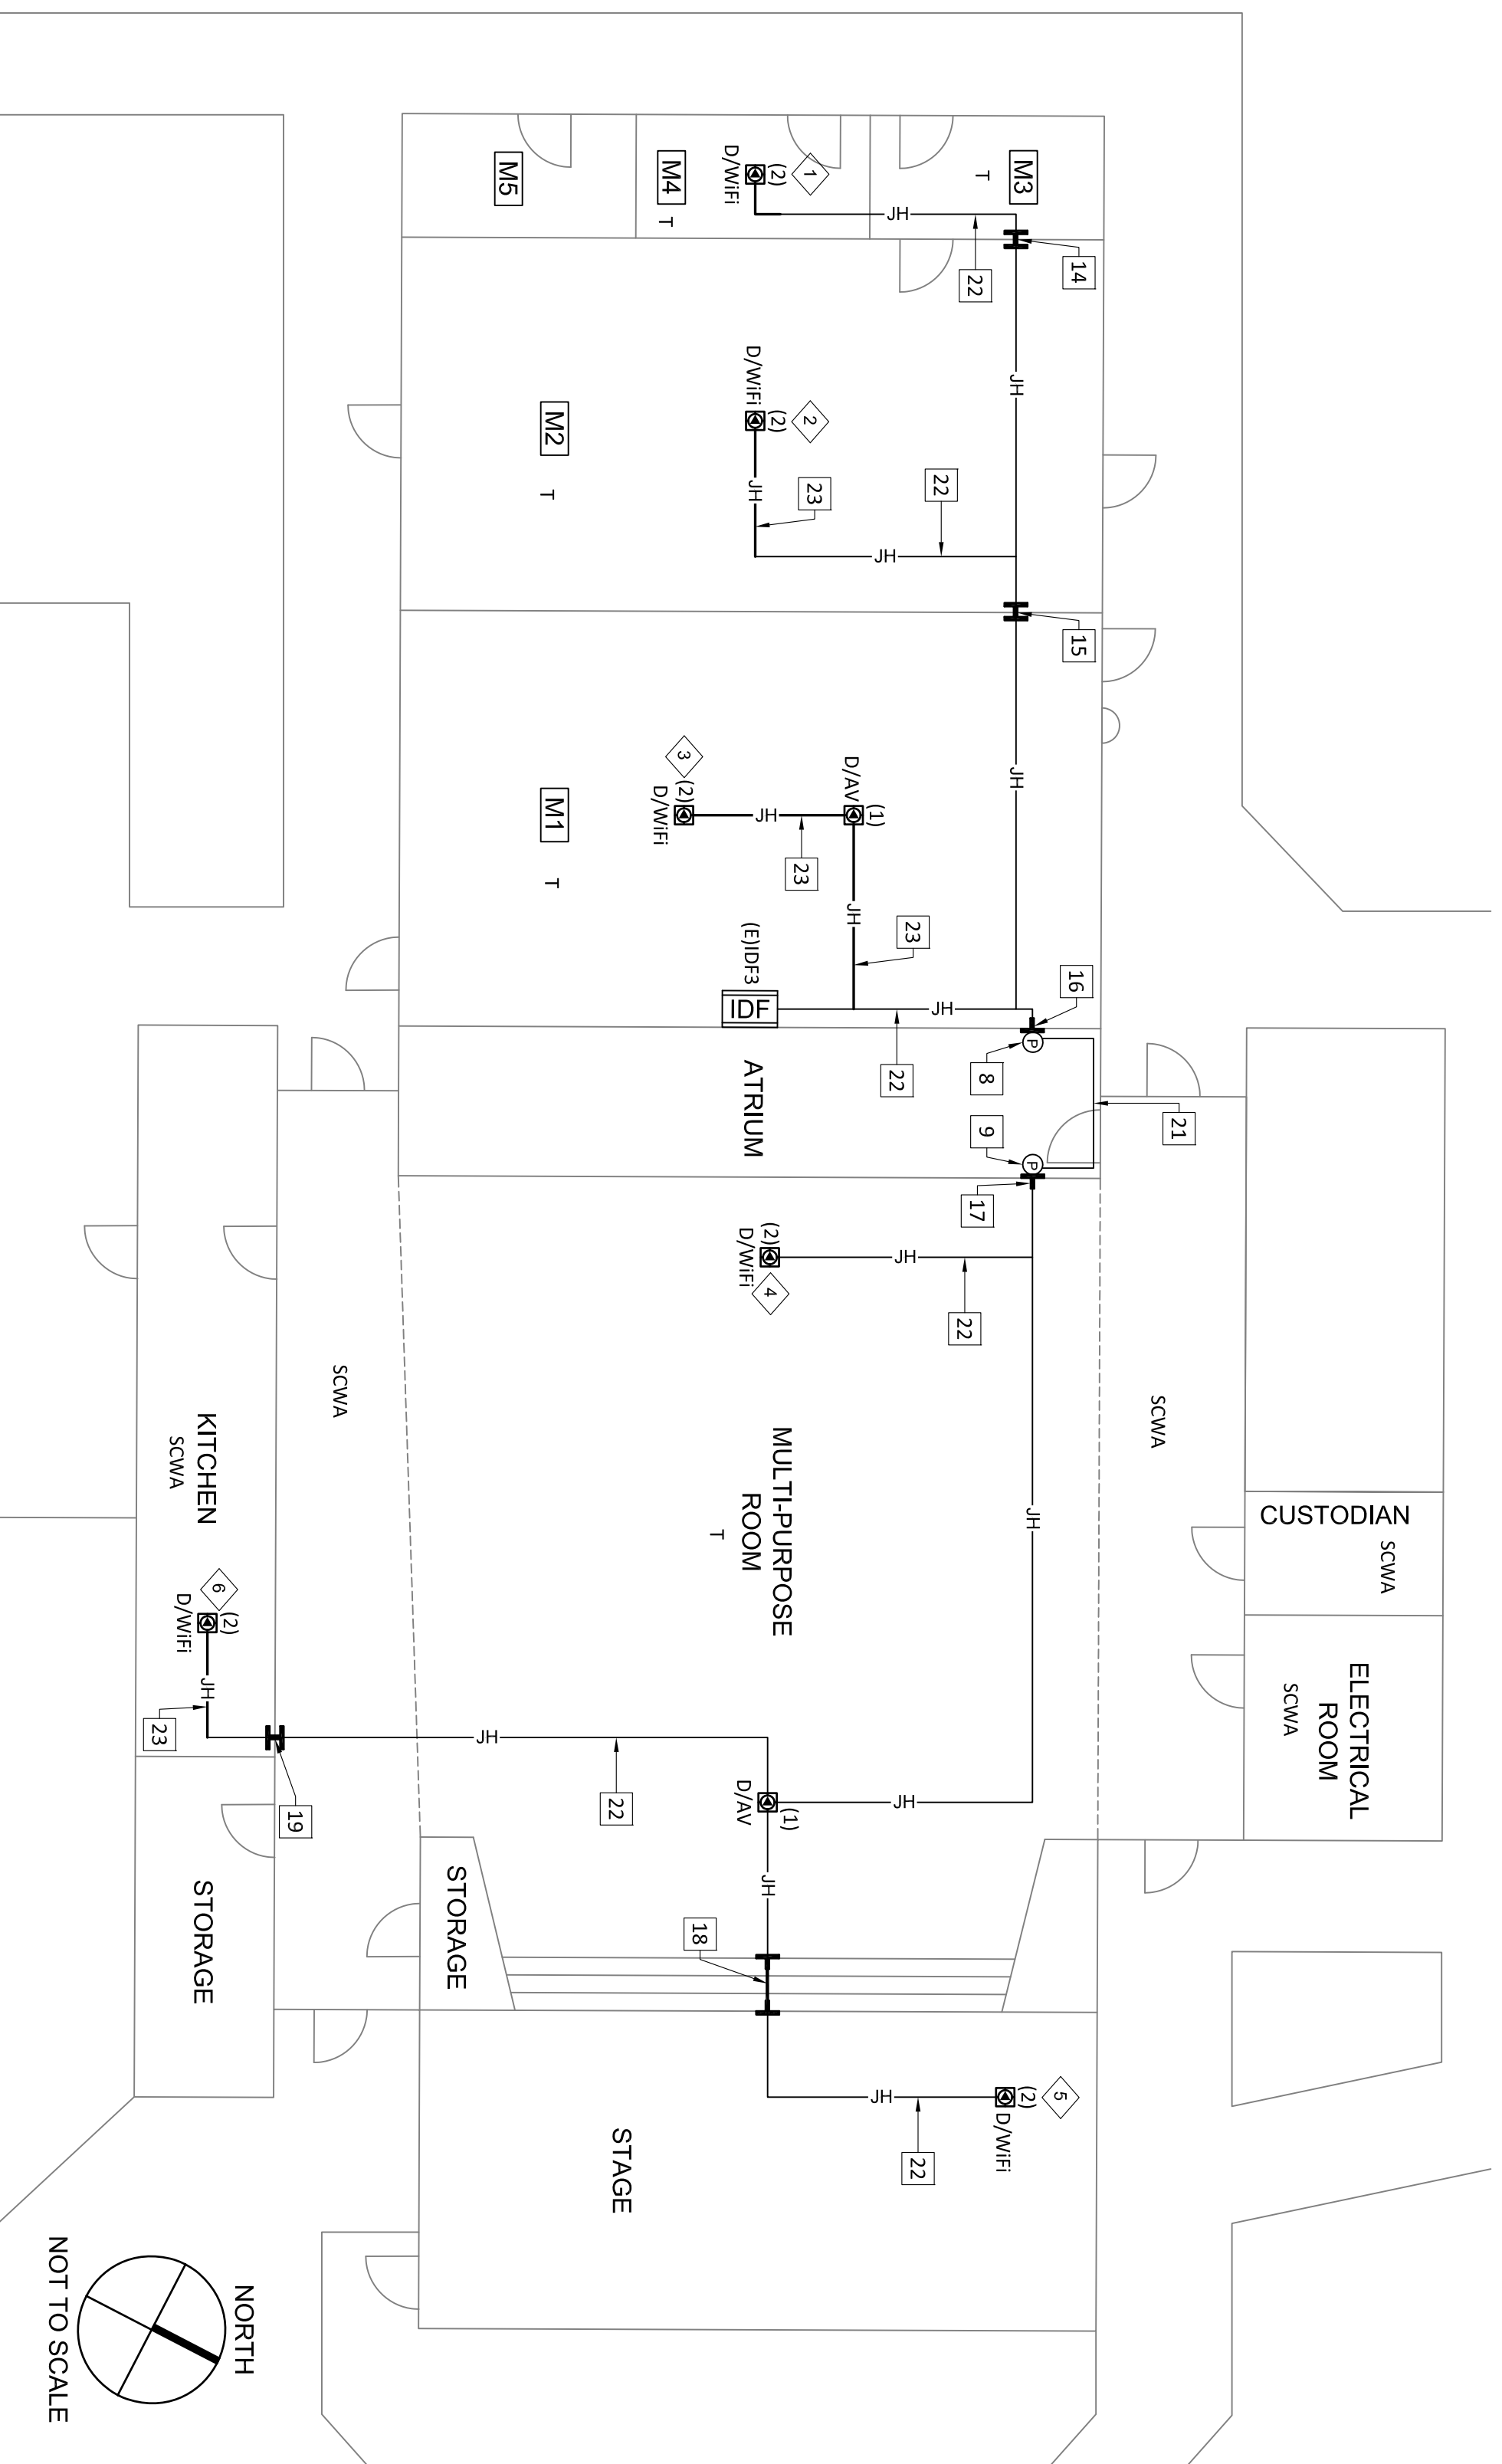 M3
T
14
1
(2)
D/WiFi
M4
T
M5
JH
22
JH
2
(2)
D/WiFi
M2
T
JH
23
22
JH
15
JH
(1)
D/AV
3
(2)
D/WiFi
M1
T
JH
23
JH
23
(E)IDF3
IDF
JH
22
16
P
8
ATRIUM
21
9
P
17
JH
22
(2)
D/WiFi
4
SCWA
SCWA
JH
MULTI-PURPOSE
ROOM
T
KITCHEN
SCWA
CUSTODIAN
SCWA
ELECTRICAL
ROOM
SCWA
6
(2)
D/WiFi
JH
23
19
JH
22
(1)
D/AV
JH
JH
18
STORAGE
STORAGE
5
(2)
D/WiFi
JH
22
STAGE
NORTH
NOT TO SCALE